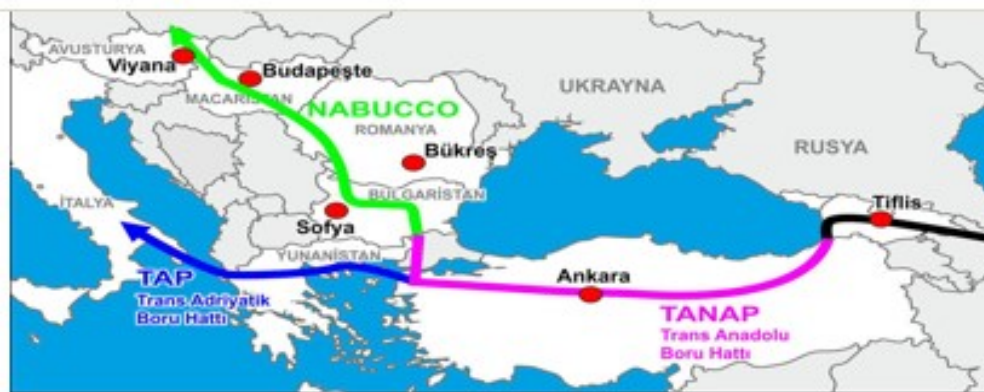 AVUSTURYA
Viyana
Budapeşte
MACARİSTAN
NABUCCO
ROMANYA
Bükreş
UKRAYNA
RUSYA
BULGARİSTAN
İTALYA
Sofya
Tiflis
YUNANİSTAN
TAP
Trans Adriyatik
Boru Hattı
Ankara
TANAP
Trans Anadolu
Boru Hattı